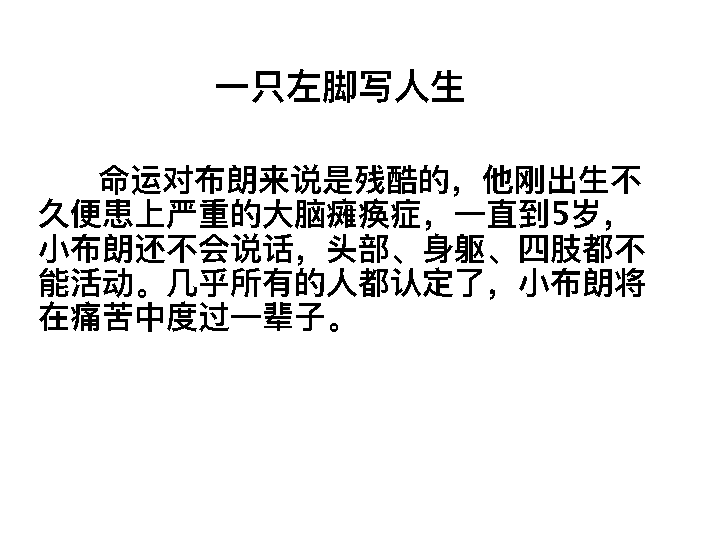 一只左脚写人生
命运对布朗来说是残酷的，他刚出生不
久便患上严重的大脑瘫痪症，一直到5岁，
小布朗还不会说话，头部、身躯、四肢都不
能活动。几乎所有的人都认定了，小布朗将
在痛苦中度过一辈子。